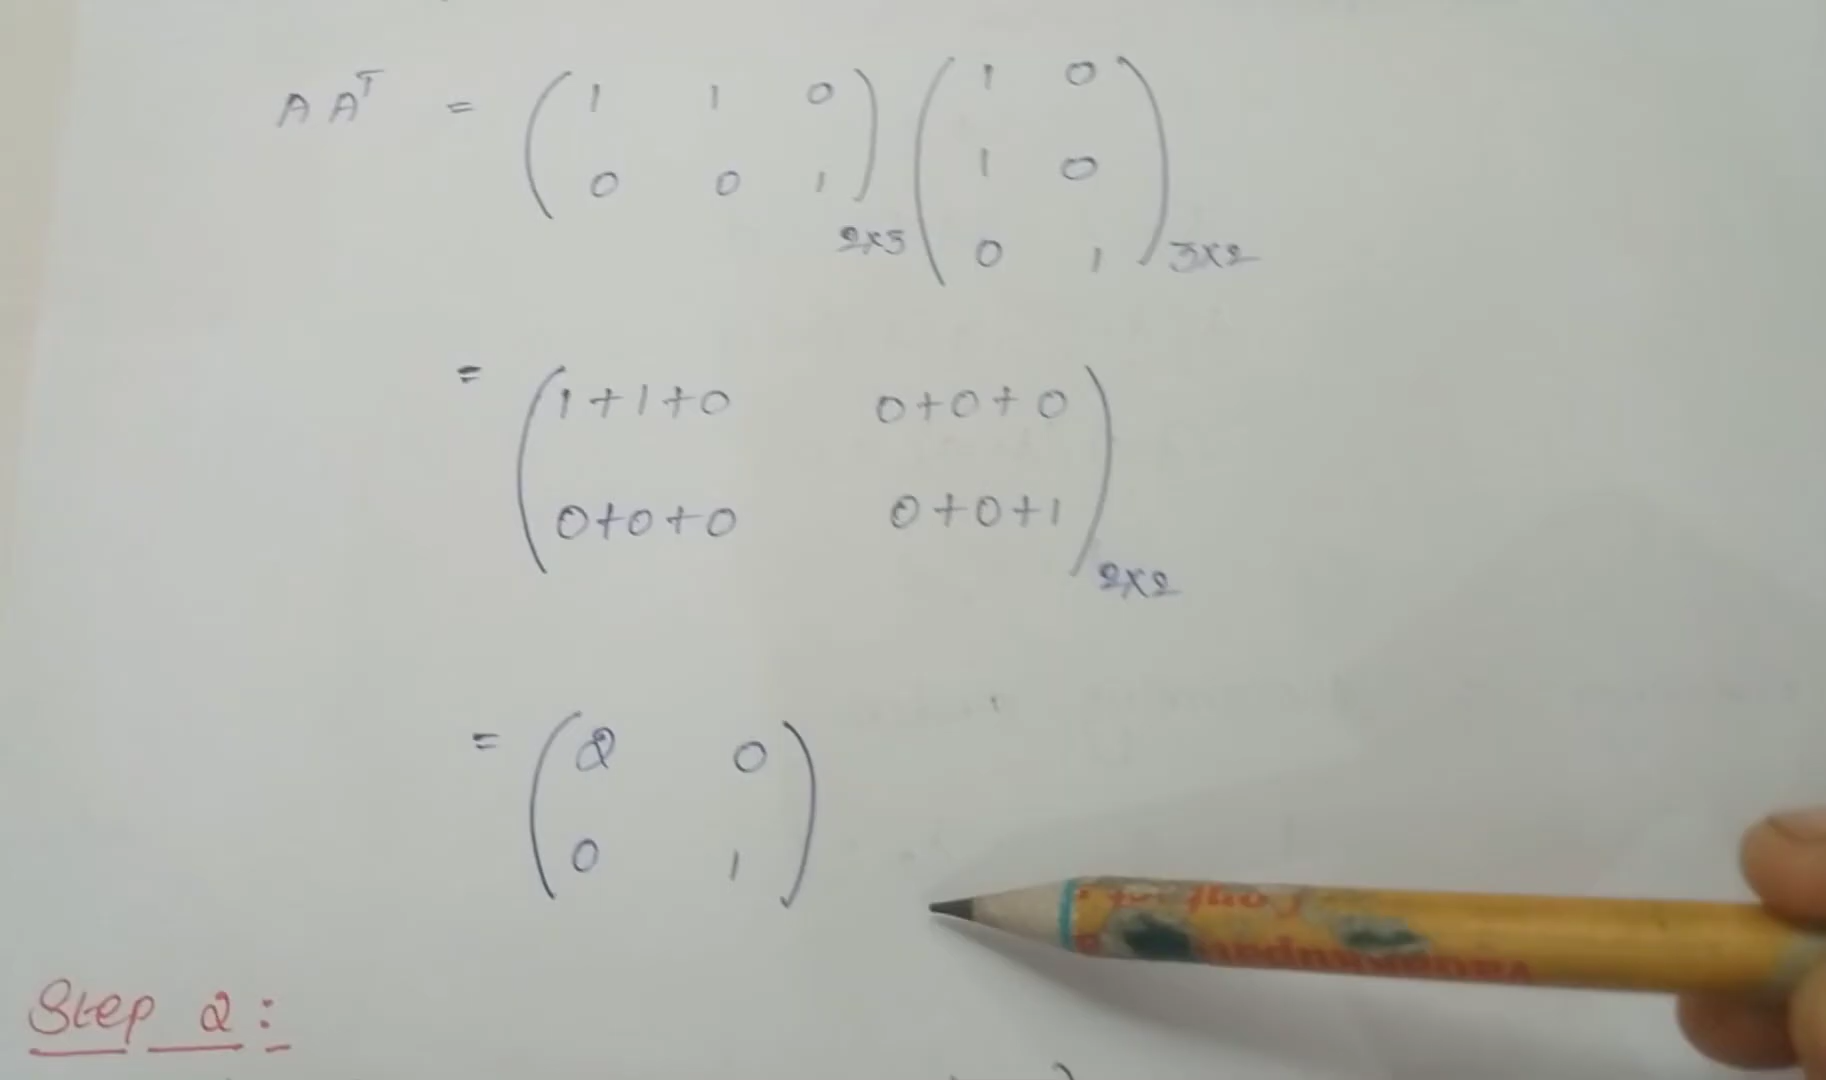 A Aᵀ = ( 1 1 0 ) ( 1 0 )
( 0 0 1 ) 2x3 ( 1 0 )
( 0 1 ) 3x2
= ( 1+1+0 0+0+0 )
( 0+0+0 0+0+1 ) 2x2
= ( 2 0 )
( 0 1 )
Step 2: